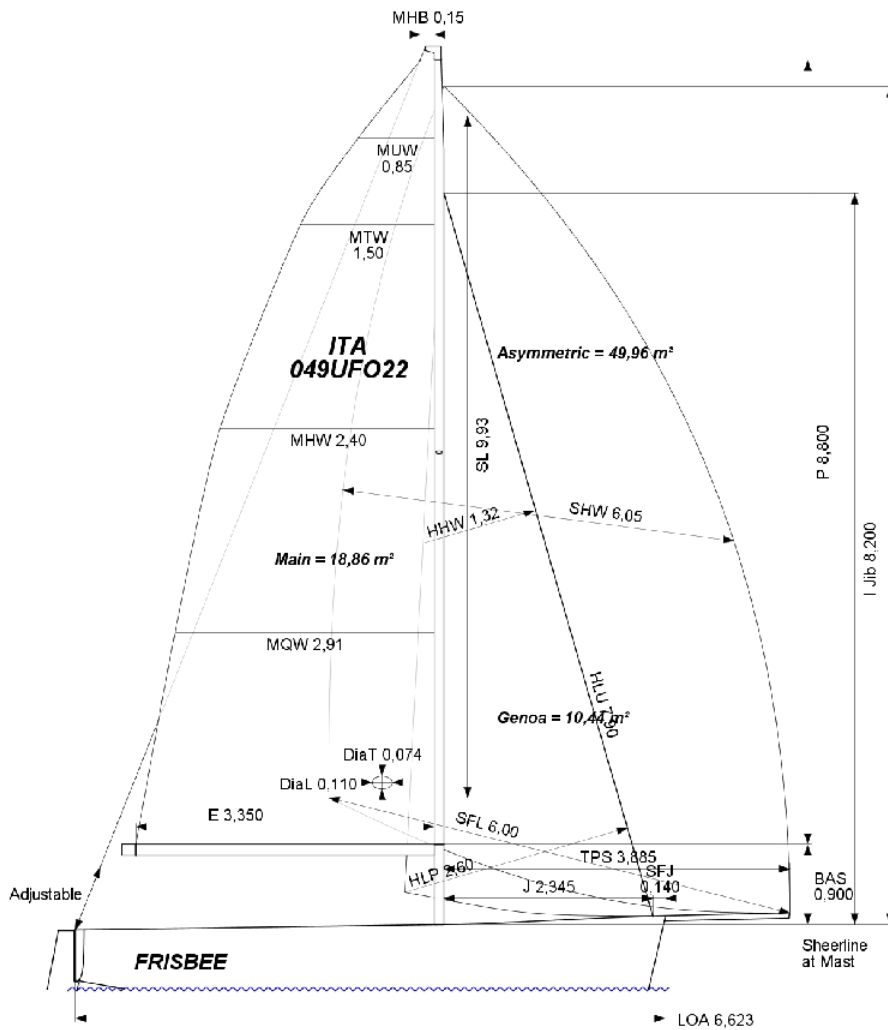 MHB 0,15
MUW
0,85
MTW
1,50
ITA
049UFO22
Asymmetric = 49,96 m²
SL 9,93
P 8,800
I Jib 8,200
MHW 2,40
HHW 1,32
SHW 6,05
Main = 18,86 m²
MQW 2,91
HLU 7,90
Genoa = 10,44 m²
DiaT 0,074
DiaL 0,110
E 3,350
SFL 6,00
TPS 3,885
HLP 2,60
J 2,345
SFJ
0,140
BAS
0,900
Adjustable
Sheerline
at Mast
FRISBEE
LOA 6,623